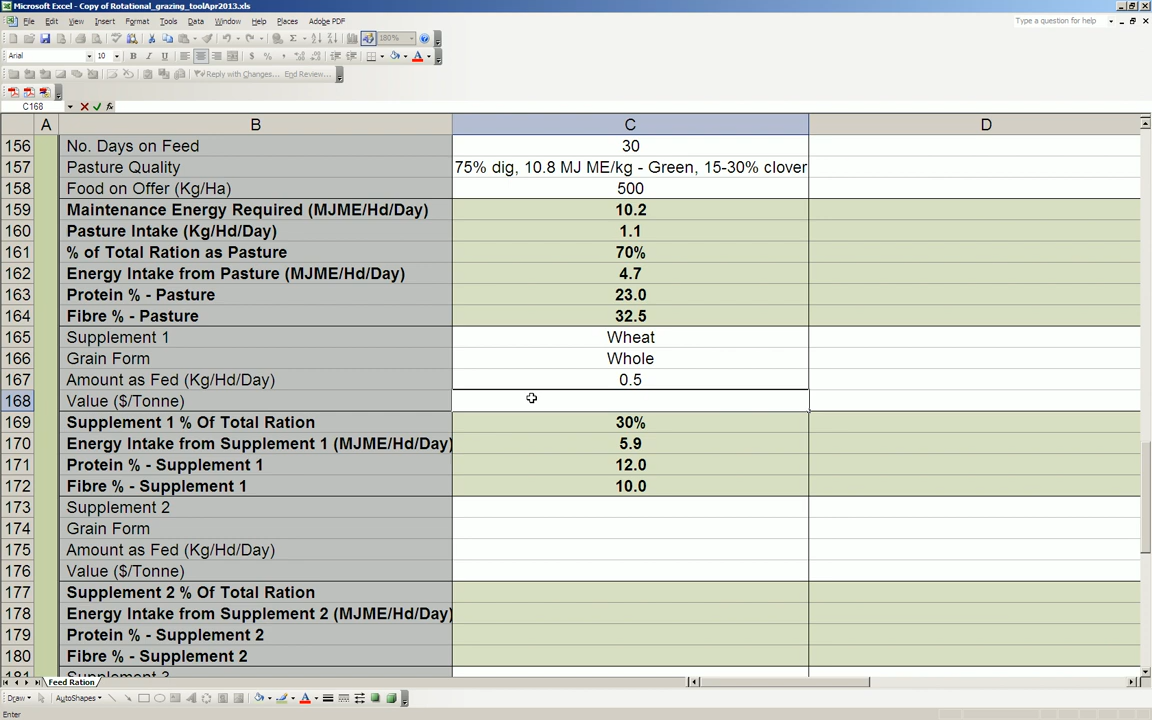 Microsoft Excel - Copy of Rotational_grazing_toolApr2013.xls
File Edit View Insert Format Tools Data Window Help Places Adobe PDF Type a question for help
180%
Arial 10 B I U $ % ,
Reply with Changes... End Review...
C168 fx
A B C D
156 No. Days on Feed 30
157 Pasture Quality 75% dig, 10.8 MJ ME/kg - Green, 15-30% clover
158 Food on Offer (Kg/Ha) 500
159 Maintenance Energy Required (MJME/Hd/Day) 10.2
160 Pasture Intake (Kg/Hd/Day) 1.1
161 % of Total Ration as Pasture 70%
162 Energy Intake from Pasture (MJME/Hd/Day) 4.7
163 Protein % - Pasture 23.0
164 Fibre % - Pasture 32.5
165 Supplement 1 Wheat
166 Grain Form Whole
167 Amount as Fed (Kg/Hd/Day) 0.5
168 Value ($/Tonne)
169 Supplement 1 % Of Total Ration 30%
170 Energy Intake from Supplement 1 (MJME/Hd/Day) 5.9
171 Protein % - Supplement 1 12.0
172 Fibre % - Supplement 1 10.0
173 Supplement 2
174 Grain Form
175 Amount as Fed (Kg/Hd/Day)
176 Value ($/Tonne)
177 Supplement 2 % Of Total Ration
178 Energy Intake from Supplement 2 (MJME/Hd/Day)
179 Protein % - Supplement 2
180 Fibre % - Supplement 2
181 Supplement 3
Feed Ration
Draw AutoShapes
Enter